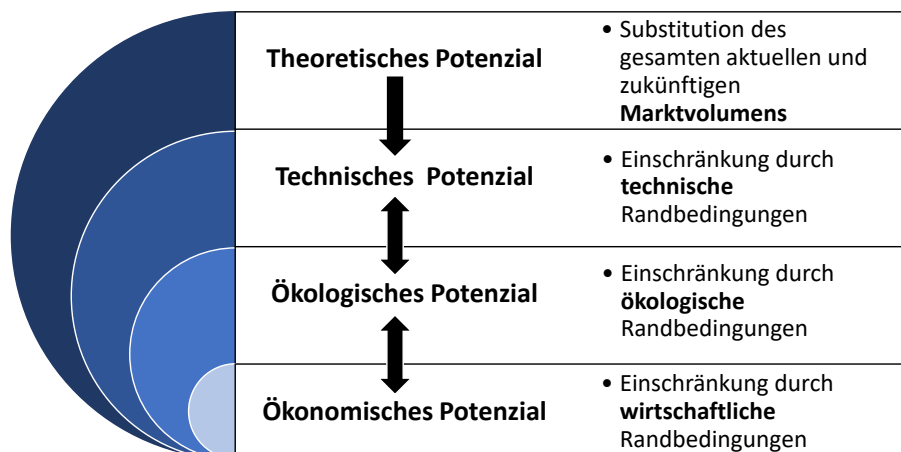 Theoretisches Potenzial
• Substitution des
gesamten aktuellen und
zukünftigen
Marktvolumens
Technisches Potenzial
• Einschränkung durch
technische
Randbedingungen
Ökologisches Potenzial
• Einschränkung durch
ökologische
Randbedingungen
Ökonomisches Potenzial
• Einschränkung durch
wirtschaftliche
Randbedingungen